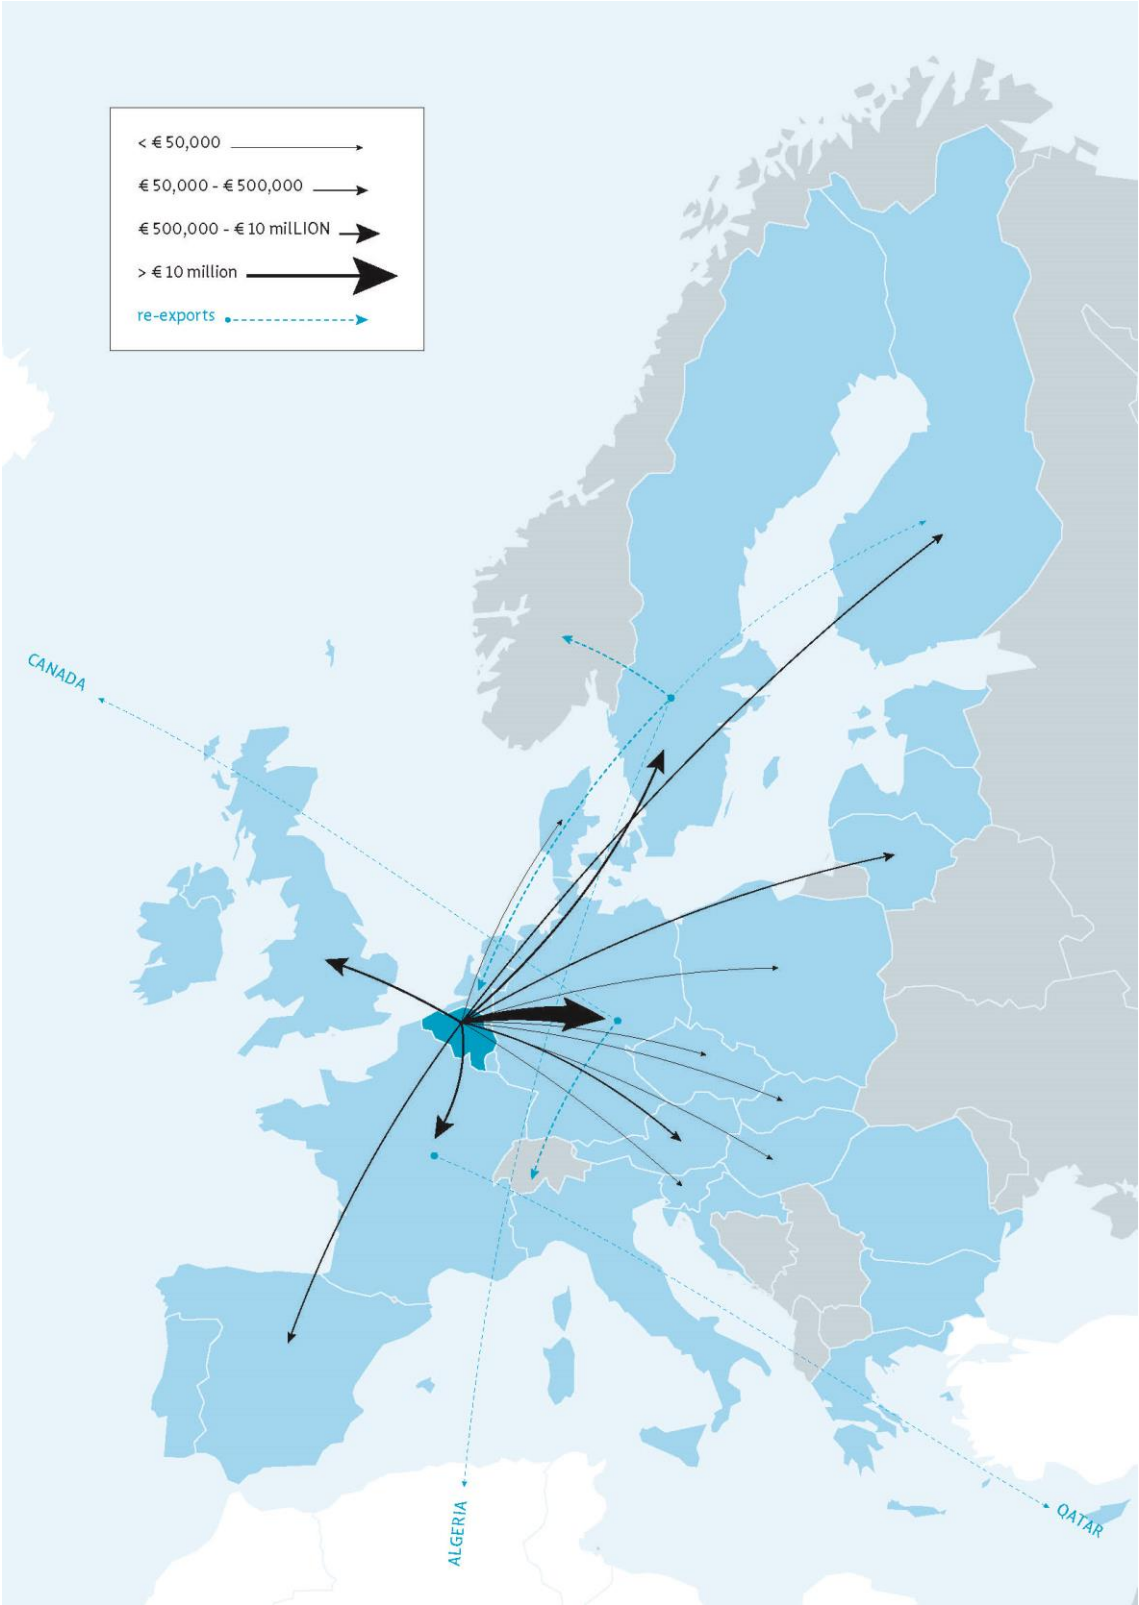 < € 50,000
€ 50,000 - € 500,000
€ 500,000 - € 10 milLION
> € 10 million
re-exports
CANADA
ALGERIA
QATAR